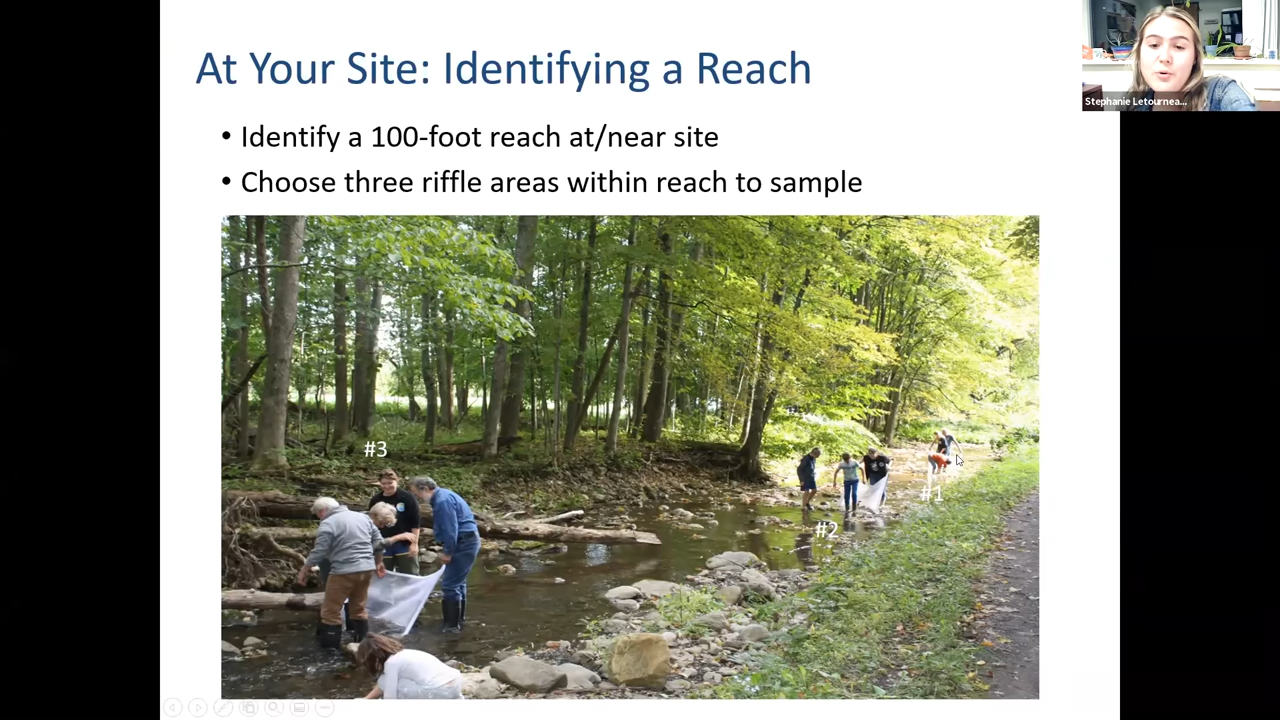 At Your Site: Identifying a Reach
Stephanie Letournea...
• Identify a 100-foot reach at/near site
• Choose three riffle areas within reach to sample
#3
#1
#2